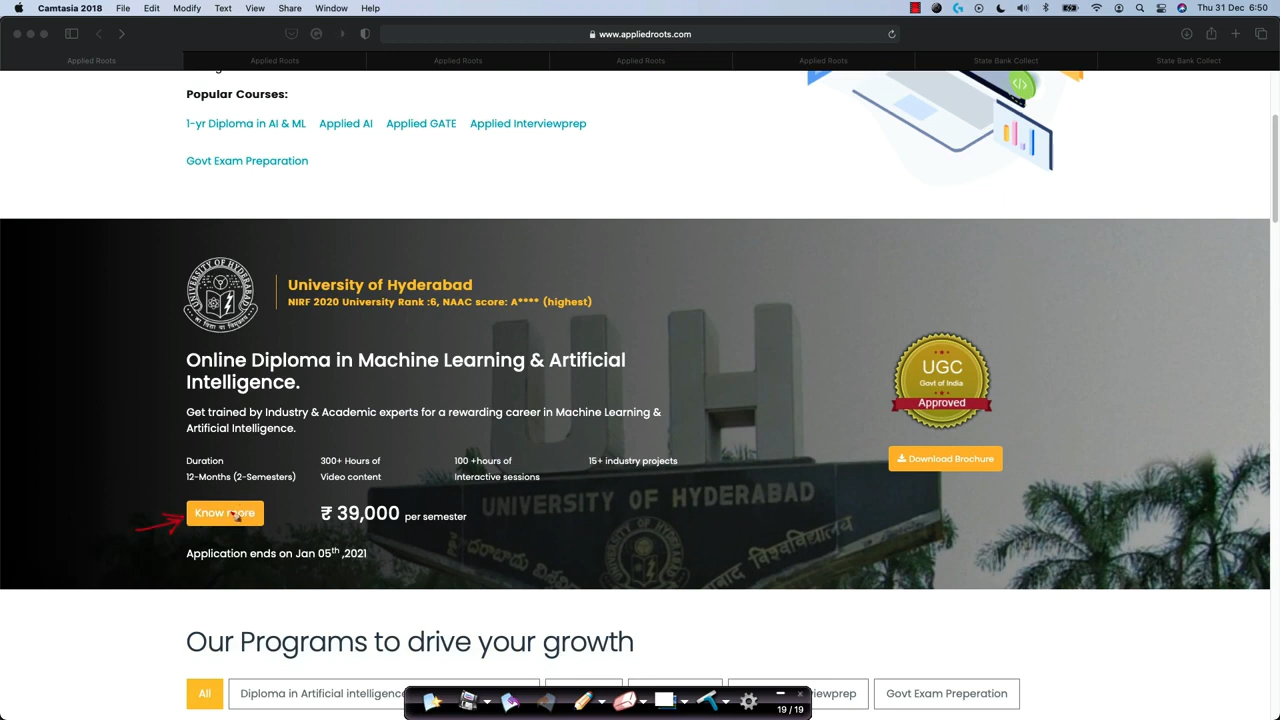 Camtasia 2018 File Edit Modify Text View Share Window Help Thu 31 Dec 6:50
www.appliedroots.com
Applied Roots Applied Roots Applied Roots Applied Roots Applied Roots State Bank Collect State Bank Collect
Popular Courses:
1-yr Diploma in AI & ML Applied AI Applied GATE Applied Interviewprep
Govt Exam Preparation
UNIVERSITY OF HYDERABAD
University of Hyderabad
NIRF 2020 University Rank :6, NAAC score: A**** (highest)
Online Diploma in Machine Learning & Artificial
Intelligence.
UGC
Govt of India
Approved
Get trained by Industry & Academic experts for a rewarding career in Machine Learning &
Artificial Intelligence.
Download Brochure
Duration 300+ Hours of 100 +hours of 15+ industry projects
12-Months (2-Semesters) Video content Interactive sessions
UNIVERSITY OF HYDERABAD
Know more ₹ 39,000 per semester
Application ends on Jan 05th ,2021
Our Programs to drive your growth
All Diploma in Artificial intelligence Govt Exam Preperation
19 / 19